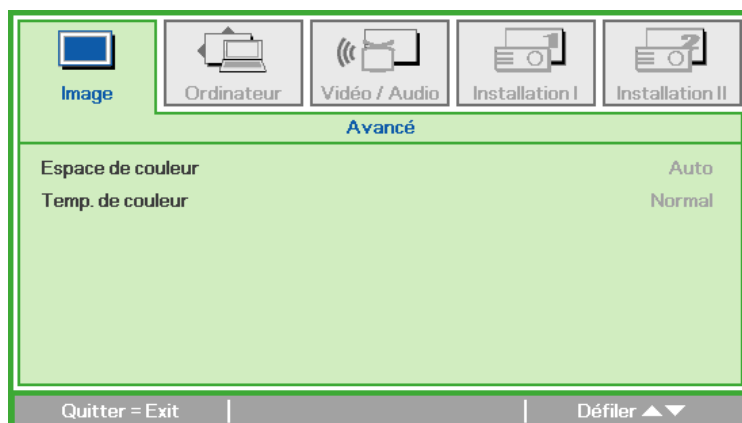 Image Ordinateur Vidéo / Audio Installation I Installation II
Avancé
Espace de couleur Auto
Temp. de couleur Normal
Quitter = Exit Défiler ▲▼